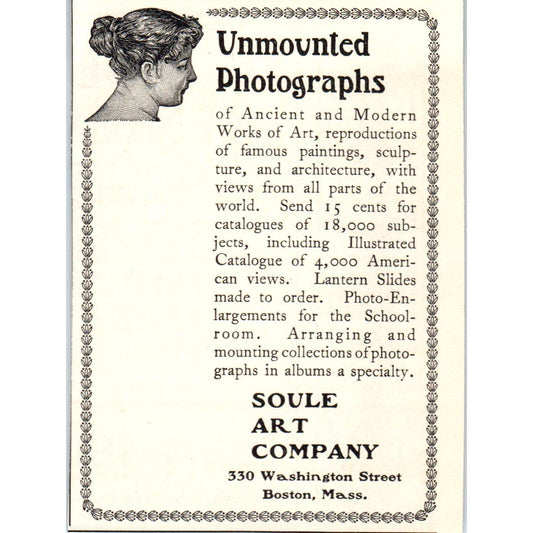 Unmounted
Photographs
of Ancient and Modern
Works of Art, reproductions
of famous paintings, sculp-
ture, and architecture, with
views from all parts of the
world. Send 15 cents for
catalogues of 18,000 sub-
jects, including Illustrated
Catalogue of 4,000 Ameri-
can views. Lantern Slides
made to order. Photo-En-
largements for the School-
room. Arranging and
mounting collections of photo-
graphs in albums a specialty.
SOULE
ART
COMPANY
330 Washington Street
Boston, Mass.